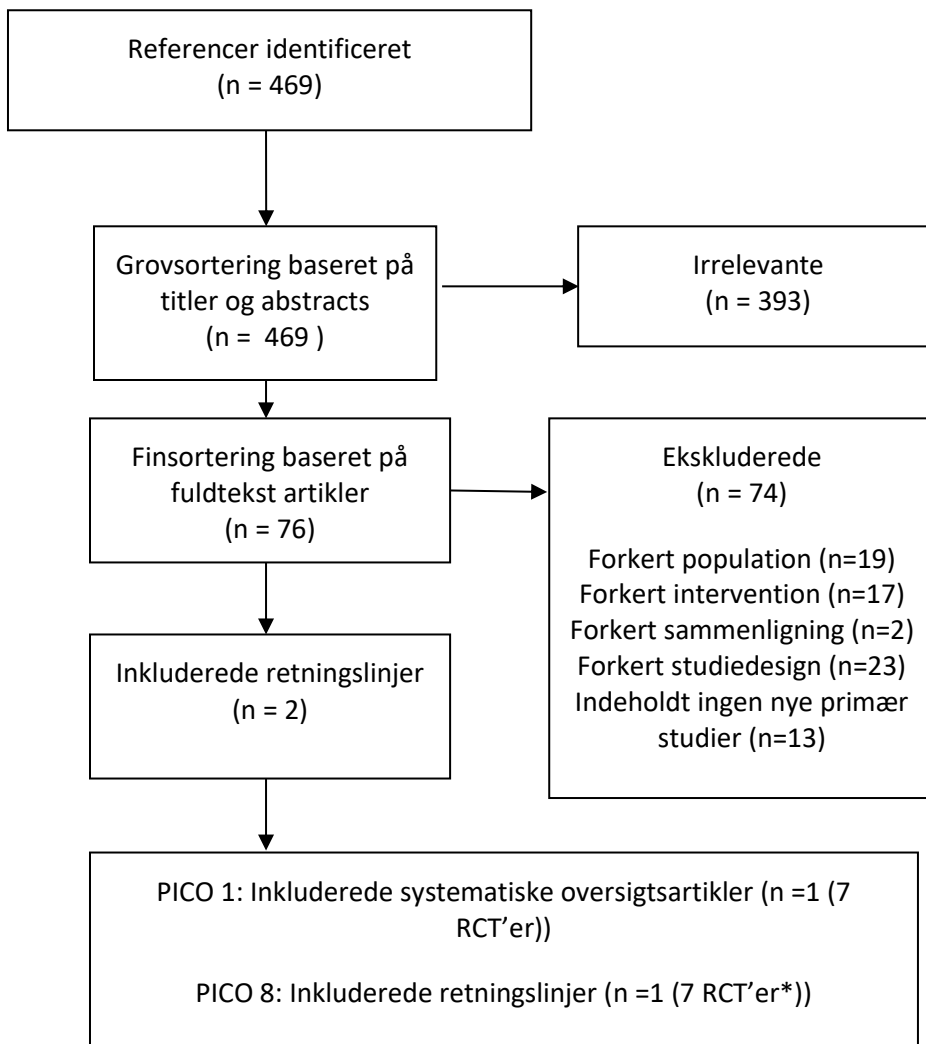 Referencer identificeret
(n = 469)
Grovsortering baseret på
titler og abstracts
(n =  469 )
Irrelevante
(n = 393)
Finsortering baseret på
fuldtekst artikler
(n = 76)
Ekskluderede
(n = 74)
Forkert population (n=19)
Forkert intervention (n=17)
Forkert sammenligning (n=2)
Forkert studiedesign (n=23)
Indeholdt ingen nye primær
studier (n=13)
Inkluderede retningslinjer
(n = 2)
PICO 1: Inkluderede systematiske oversigtsartikler (n =1 (7
RCT’er))
PICO 8: Inkluderede retningslinjer (n =1 (7 RCT’er*))